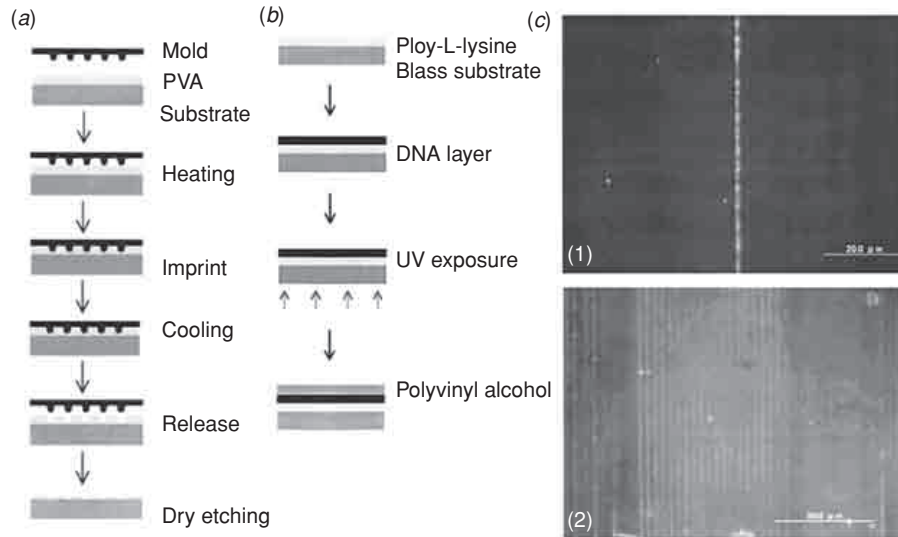 (a)
Mold
PVA
Substrate
Heating
Imprint
Cooling
Release
Dry etching
(b)
Ploy-L-lysine
Blass substrate
DNA layer
UV exposure
Polyvinyl alcohol
(c)
(1)
(2)